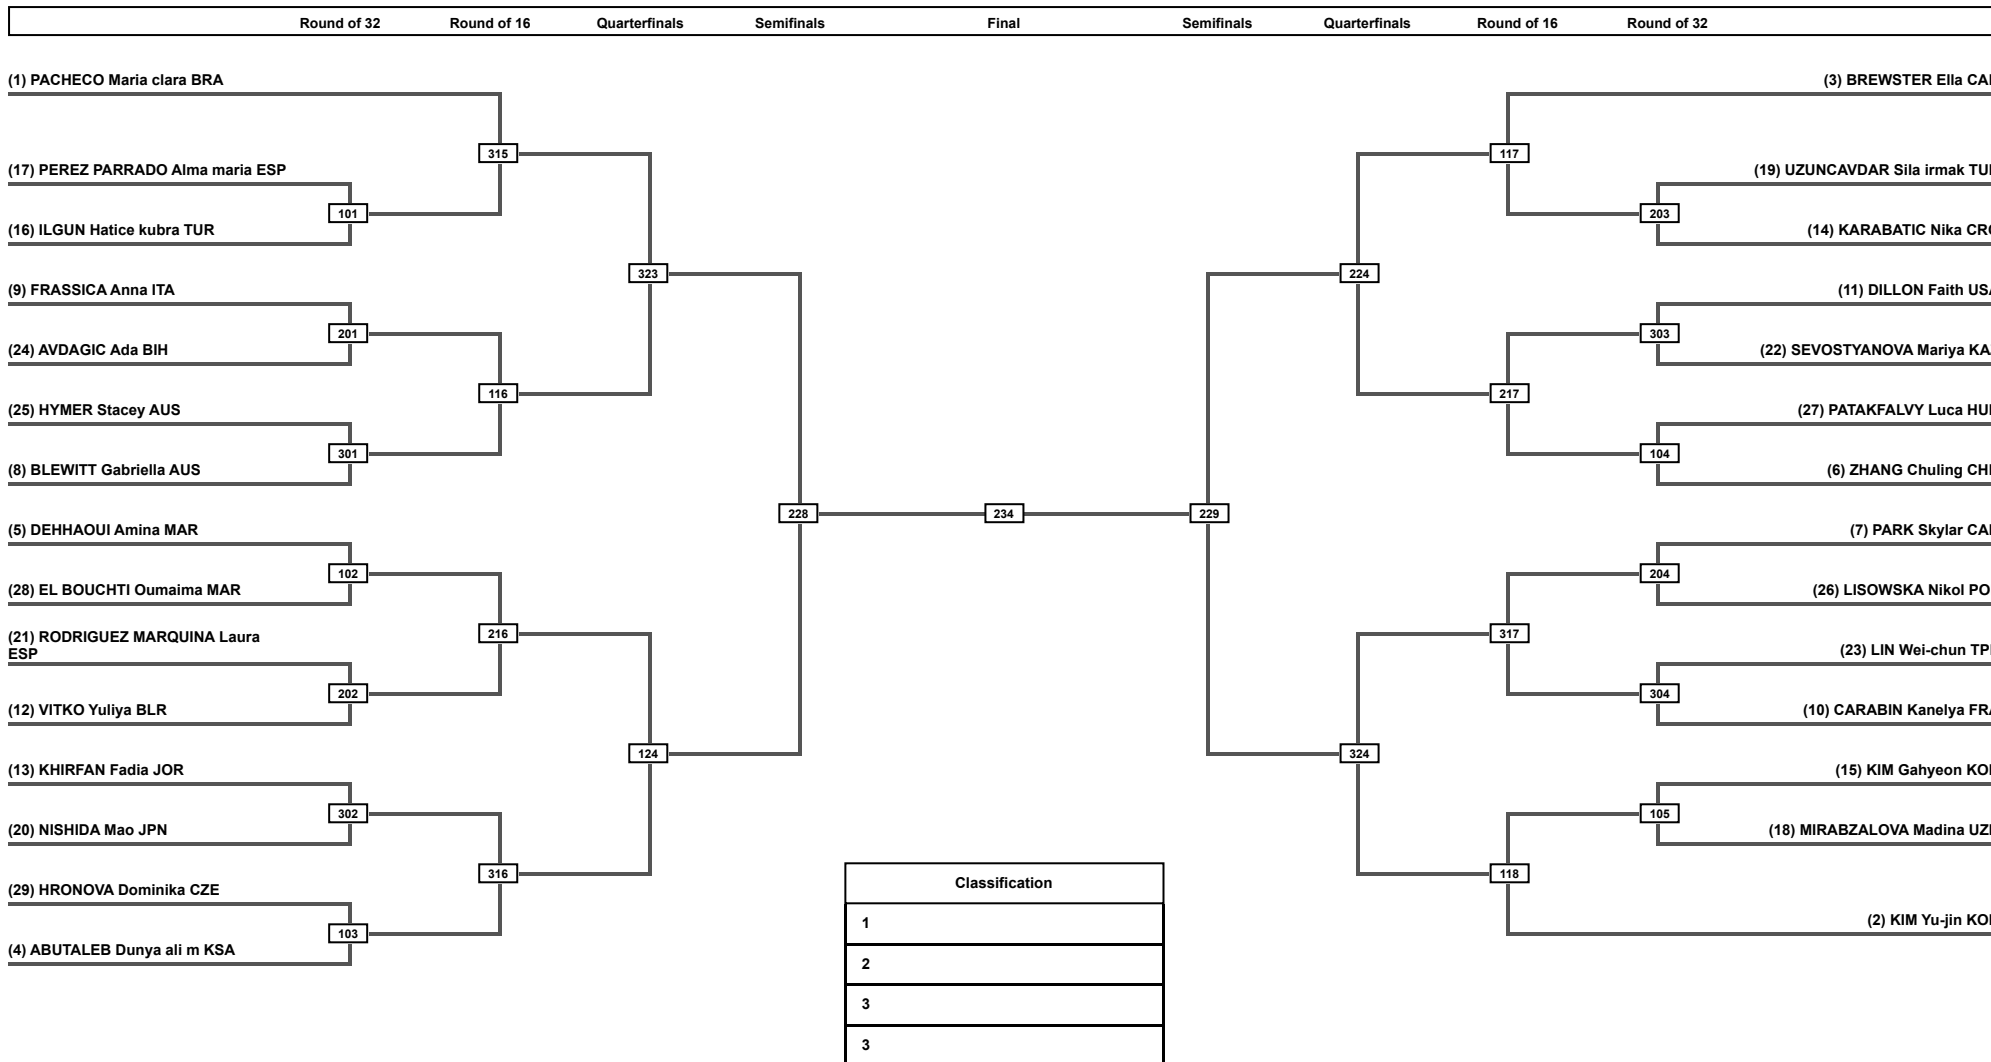 Round of 32 Round of 16 Quarterfinals Semifinals Final Semifinals Quarterfinals Round of 16 Round of 32
(1) PACHECO Maria clara BRA
(17) PEREZ PARRADO Alma maria ESP
(16) ILGUN Hatice kubra TUR
(9) FRASSICA Anna ITA
(24) AVDAGIC Ada BIH
(25) HYMER Stacey AUS
(8) BLEWITT Gabriella AUS
(5) DEHHAOUI Amina MAR
(28) EL BOUCHTI Oumaima MAR
(21) RODRIGUEZ MARQUINA Laura
ESP
(12) VITKO Yuliya BLR
(13) KHIRFAN Fadia JOR
(20) NISHIDA Mao JPN
(29) HRONOVA Dominika CZE
(4) ABUTALEB Dunya ali m KSA
101
201
301
102
202
302
103
315
116
216
316
323
124
228
234
229
224
324
117
217
317
118
203
303
104
204
304
105
(3) BREWSTER Ella
(19) UZUNCAVDAR Sila irmak
(14) KARABATIC Nika
(11) DILLON Faith
(22) SEVOSTYANOVA Mariya
(27) PATAKFALVY Luca
(6) ZHANG Chuling
(7) PARK Skylar
(26) LISOWSKA Nikol
(23) LIN Wei-chun
(10) CARABIN Kanelya
(15) KIM Gahyeon
(18) MIRABZALOVA Madina
(2) KIM Yu-jin
Classification
1
2
3
3